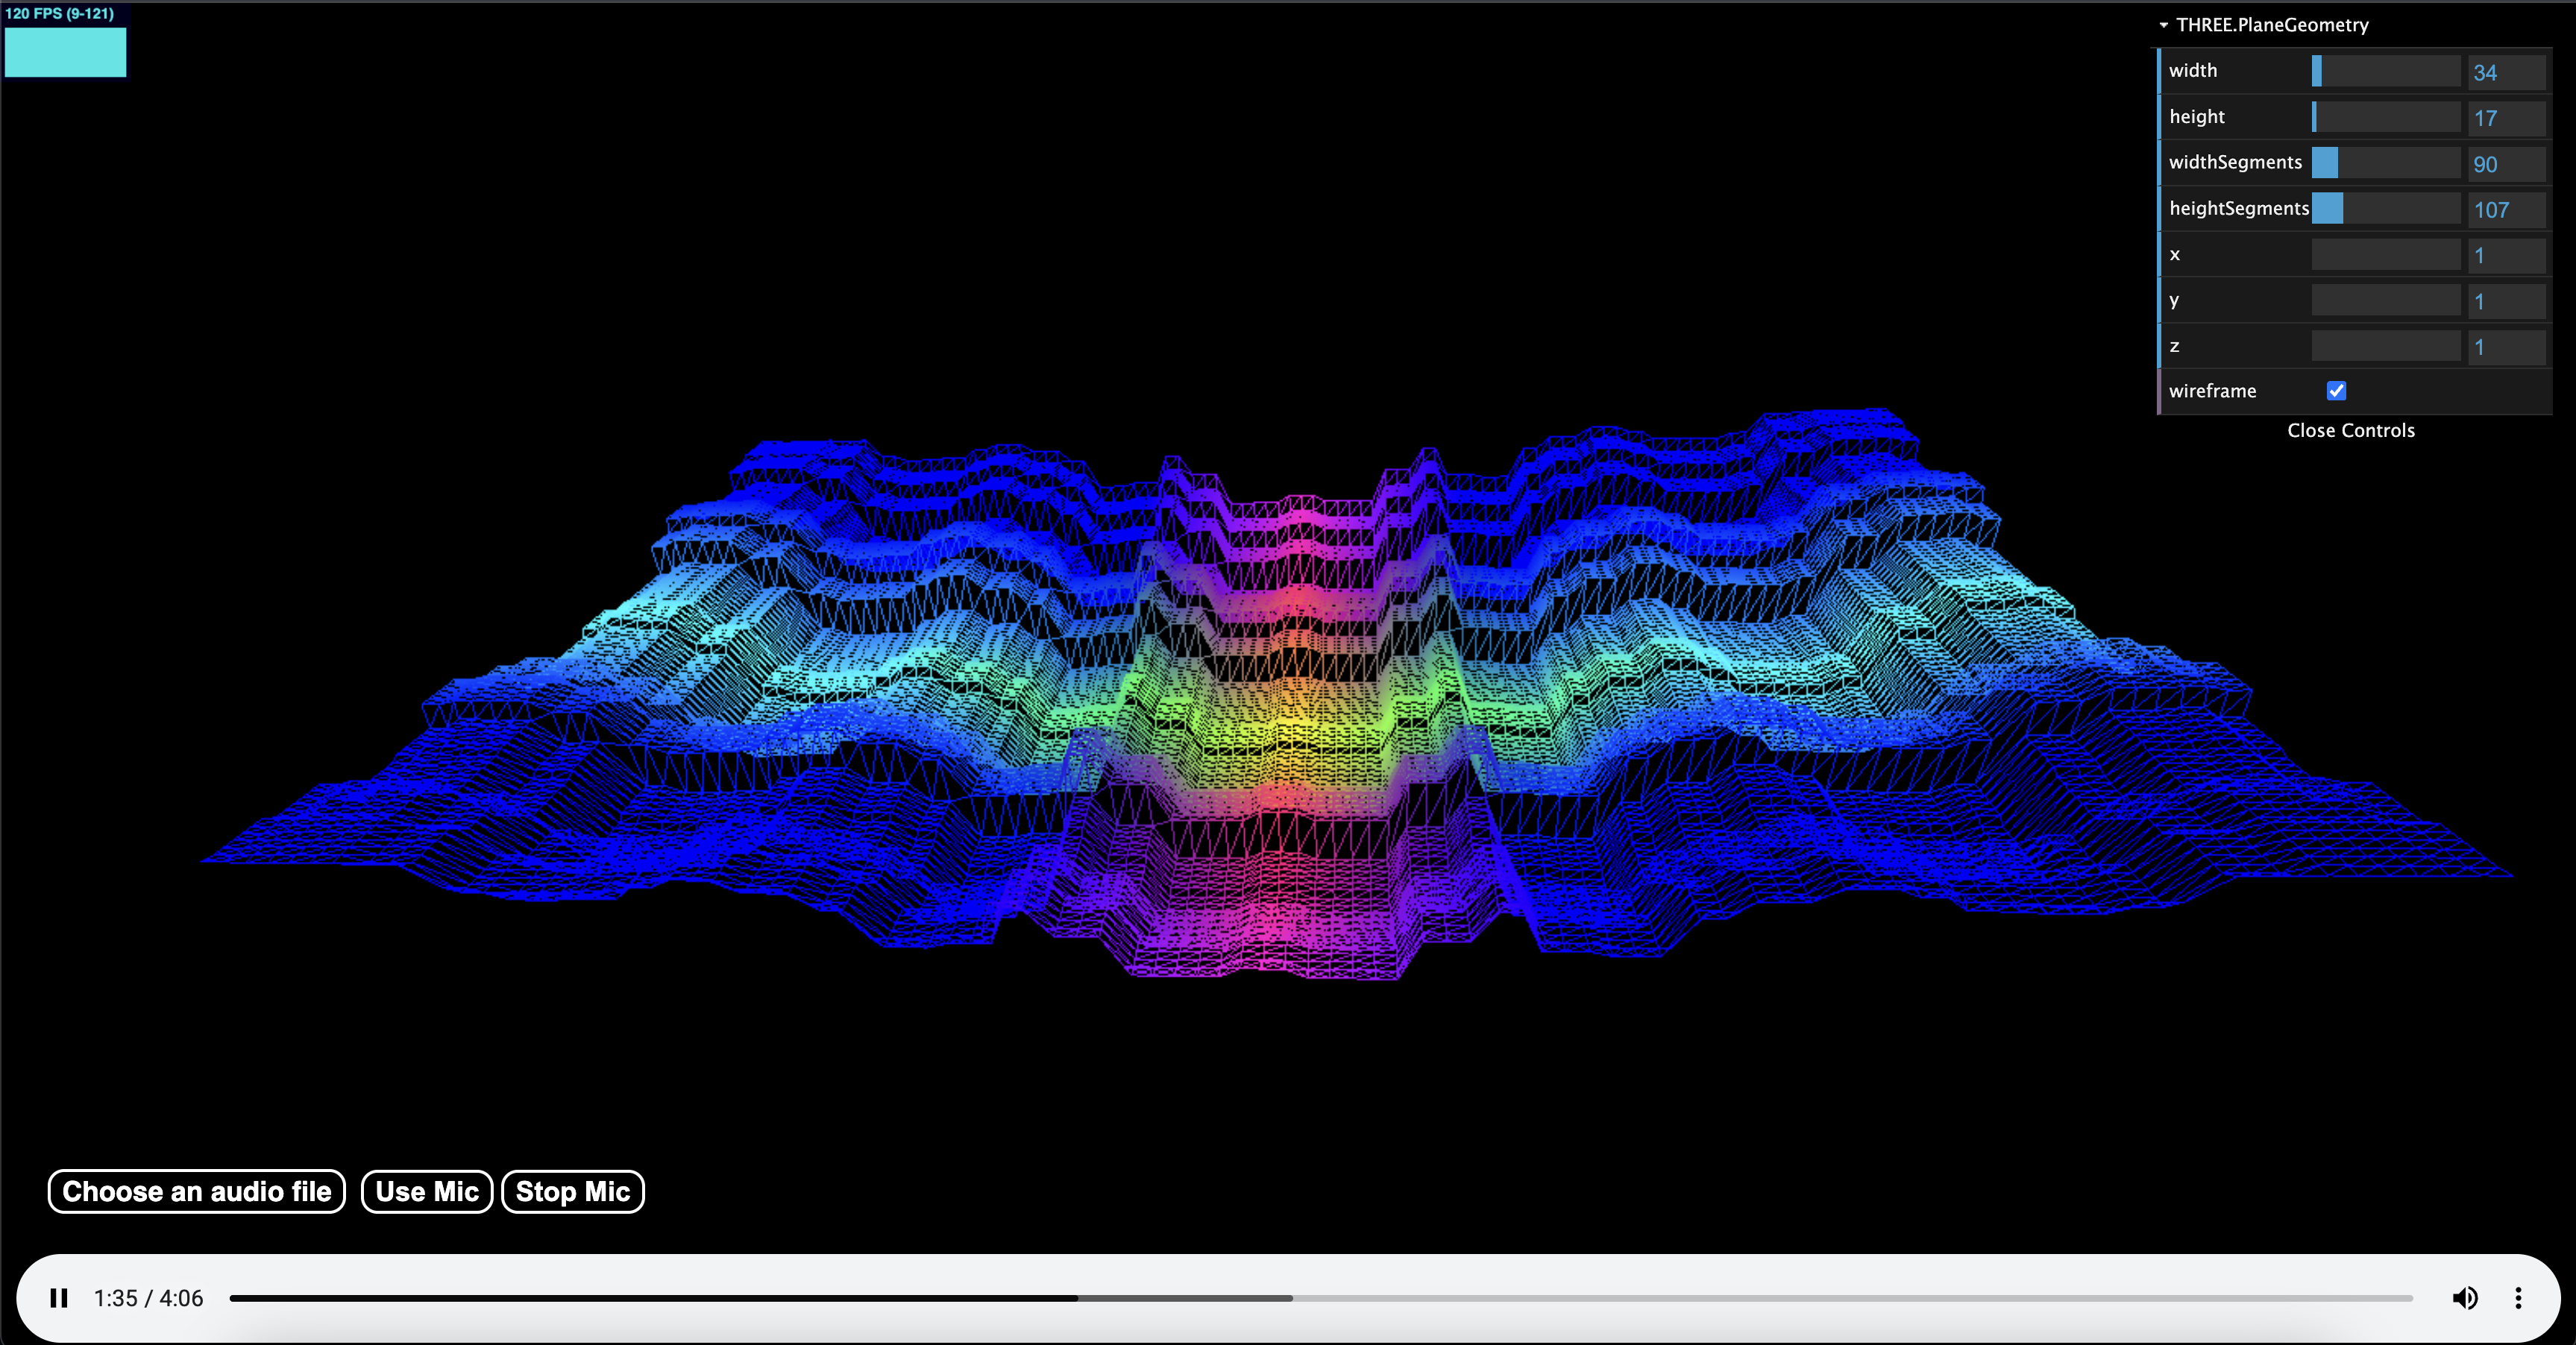 120 FPS (9-121)
THREE.PlaneGeometry
width 34
height 17
widthSegments 90
heightSegments 107
x 1
y 1
z 1
wireframe
Close Controls
Choose an audio file Use Mic Stop Mic
1:35 / 4:06